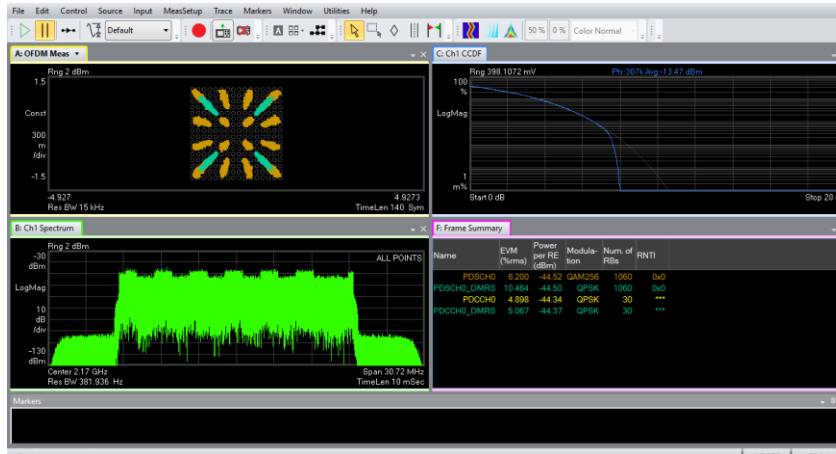 File Edit Control Source Input MeasSetup Trace Markers Window Utilities Help
Default A 50 % 0 % Color Normal
A: OFDM Meas
Rng 2 dBm
1.5
Const
300
m
/div
-1.5
-4.927 4.9273
Res BW 15 kHz TimeLen 140 Sym
C: Ch1 CCDF
Rng 398.1072 mV Pts:307k Avg:-13.47 dBm
100
%
LogMag
1
m%
Start 0 dB Stop 20
B: Ch1 Spectrum
Rng 2 dBm
-30
dBm
ALL POINTS
LogMag
10
dB
/div
-130
dBm
Center 2.17 GHz Span 30.72 MHz
Res BW 381.936 Hz TimeLen 10 mSec
F: Frame Summary
Name EVM (%rms) Power per RE (dBm) Modula-tion Num. of RBs RNTI
PDSCH0 6.200 -44.52 QAM256 1060 0x0
PDSCH0_DMRS 10.464 -44.50 QPSK 1060 0x0
PDCCH0 4.898 -44.34 QPSK 30 ***
PDCCH0_DMRS 5.067 -44.37 QPSK 30 ***
Markers